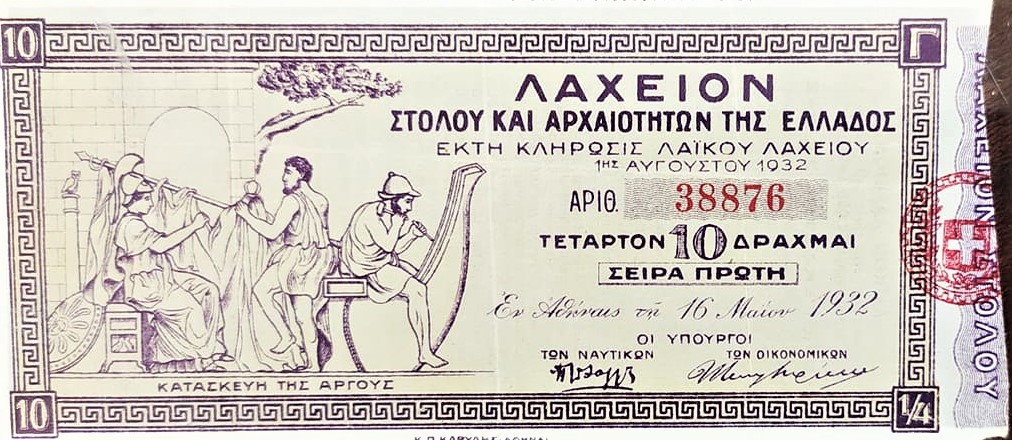 10
Γ
ΛΑΧΕΙΟΝ
ΣΤΟΛΟΥ ΚΑΙ ΑΡΧΑΙΟΤΗΤΩΝ ΤΗΣ ΕΛΛΑΔΟΣ
ΕΚΤΗ ΚΛΗΡΩΣΙΣ ΛΑΪΚΟΥ ΛΑΧΕΙΟΥ
1ΗΣ ΑΥΓΟΥΣΤΟΥ 1932
ΑΡΙΘ. 38876
ΤΕΤΑΡΤΟΝ 10 ΔΡΑΧΜΑΙ
ΣΕΙΡΑ ΠΡΩΤΗ
Ἐν Ἀθήναις τῇ 16 Μαΐου 1932
ΟΙ ΥΠΟΥΡΓΟΙ
ΤΩΝ ΝΑΥΤΙΚΩΝ ΤΩΝ ΟΙΚΟΝΟΜΙΚΩΝ
ΚΑΤΑΣΚΕΥΗ ΤΗΣ ΑΡΓΟΥΣ
10
1/4